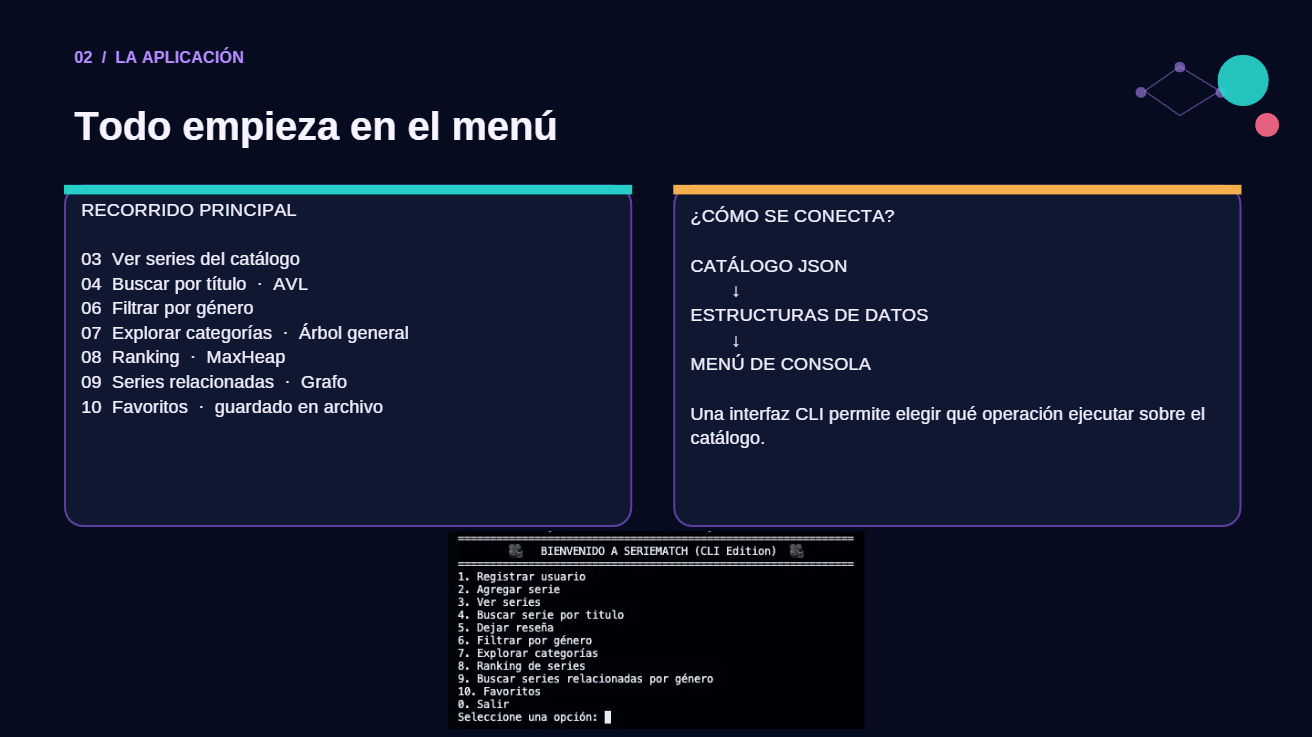 02 / LA APLICACIÓN
Todo empieza en el menú
RECORRIDO PRINCIPAL
03 Ver series del catálogo
04 Buscar por título · AVL
06 Filtrar por género
07 Explorar categorías · Árbol general
08 Ranking · MaxHeap
09 Series relacionadas · Grafo
10 Favoritos · guardado en archivo
¿CÓMO SE CONECTA?
CATÁLOGO JSON
↓
ESTRUCTURAS DE DATOS
↓
MENÚ DE CONSOLA
Una interfaz CLI permite elegir qué operación ejecutar sobre el
catálogo.
BIENVENIDO A SERIEMATCH (CLI Edition)
1. Registrar usuario
2. Agregar serie
3. Ver series
4. Buscar serie por titulo
5. Dejar reseña
6. Filtrar por género
7. Explorar categorías
8. Ranking de series
9. Buscar series relacionadas por género
10. Favoritos
0. Salir
Seleccione una opción: